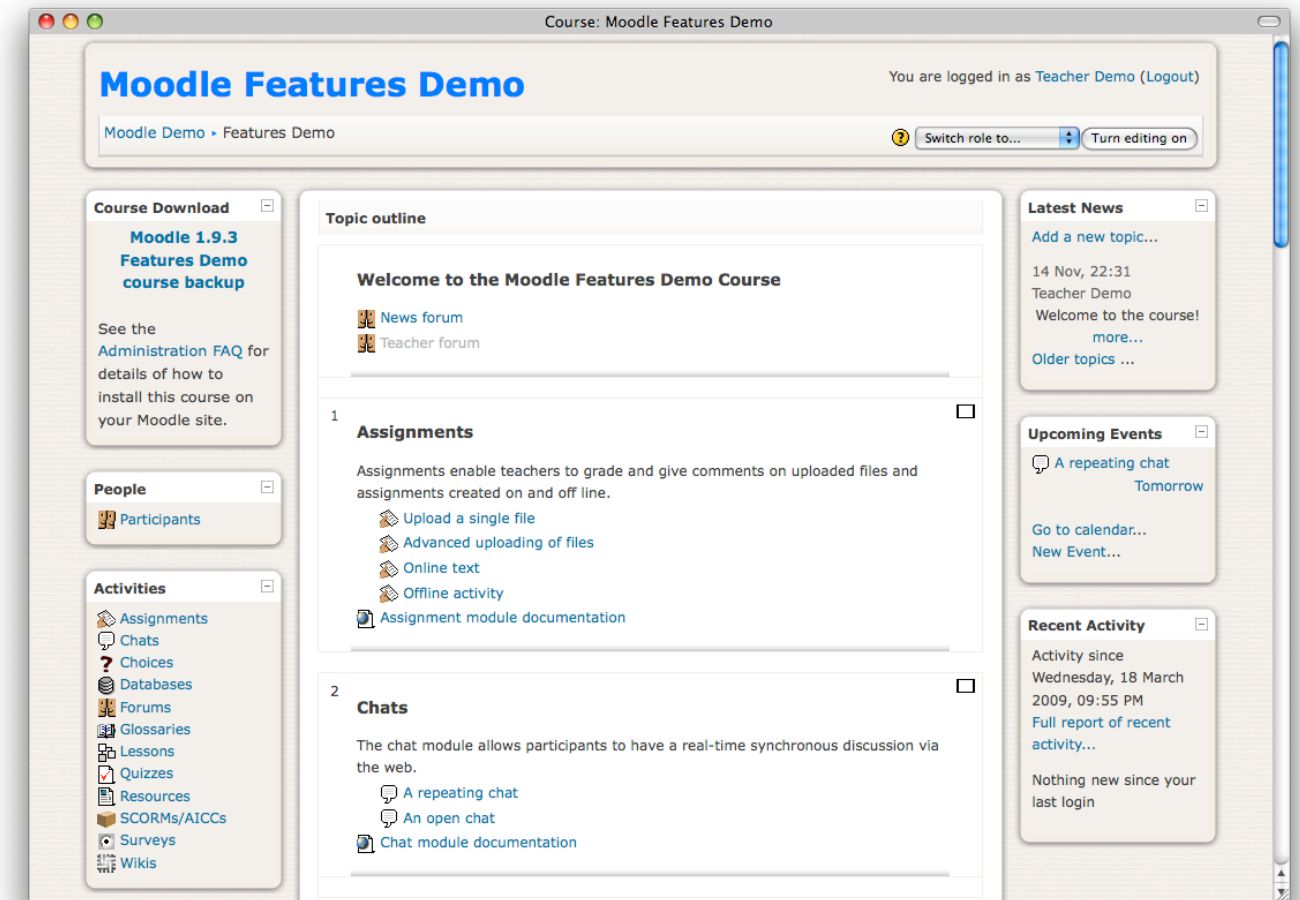 Course: Moodle Features Demo
Moodle Features Demo
You are logged in as Teacher Demo (Logout)
Moodle Demo ▸ Features Demo
? Switch role to... Turn editing on
Course Download
Moodle 1.9.3
Features Demo
course backup
See the
Administration FAQ for
details of how to
install this course on
your Moodle site.
People
Participants
Activities
Assignments
Chats
Choices
Databases
Forums
Glossaries
Lessons
Quizzes
Resources
SCORMs/AICCs
Surveys
Wikis
Topic outline
Welcome to the Moodle Features Demo Course
News forum
Teacher forum
1
Assignments
Assignments enable teachers to grade and give comments on uploaded files and
assignments created on and off line.
Upload a single file
Advanced uploading of files
Online text
Offline activity
Assignment module documentation
2
Chats
The chat module allows participants to have a real-time synchronous discussion via
the web.
A repeating chat
An open chat
Chat module documentation
Latest News
Add a new topic...
14 Nov, 22:31
Teacher Demo
Welcome to the course!
more...
Older topics ...
Upcoming Events
A repeating chat
Tomorrow
Go to calendar...
New Event...
Recent Activity
Activity since
Wednesday, 18 March
2009, 09:55 PM
Full report of recent
activity...
Nothing new since your
last login